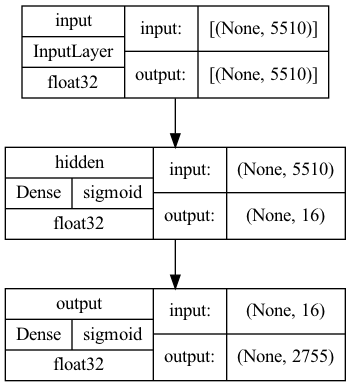 input
InputLayer
float32
input:
[(None, 5510)]
output:
[(None, 5510)]
hidden
Dense sigmoid
float32
input:
(None, 5510)
output:
(None, 16)
output
Dense sigmoid
float32
input:
(None, 16)
output:
(None, 2755)